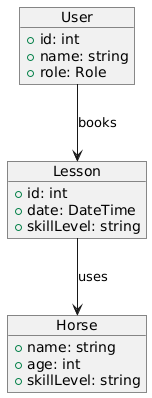 User
id: int
name: string
role: Role
books
Lesson
id: int
date: DateTime
skillLevel: string
uses
Horse
name: string
age: int
skillLevel: string